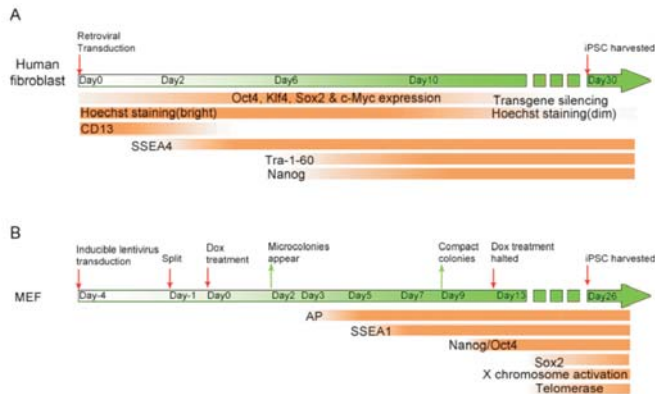 A
Retroviral
Transduction
iPSC harvested
Human
fibroblast
Day0 Day2 Day6 Day10 Day30
Oct4, Klf4, Sox2 & c-Myc expression Transgene silencing
Hoechst staining(bright) Hoechst staining(dim)
CD13
SSEA4
Tra-1-60
Nanog
B
Inducible lentivirus
transduction
Split
Dox
treatment
Microcolonies
appear
Compact
colonies
Dox treatment
halted
iPSC harvested
MEF
Day-4 Day-1 Day0 Day2 Day3 Day5 Day7 Day9 Day13 Day26
AP
SSEA1
Nanog/Oct4
Sox2
X chromosome activation
Telomerase